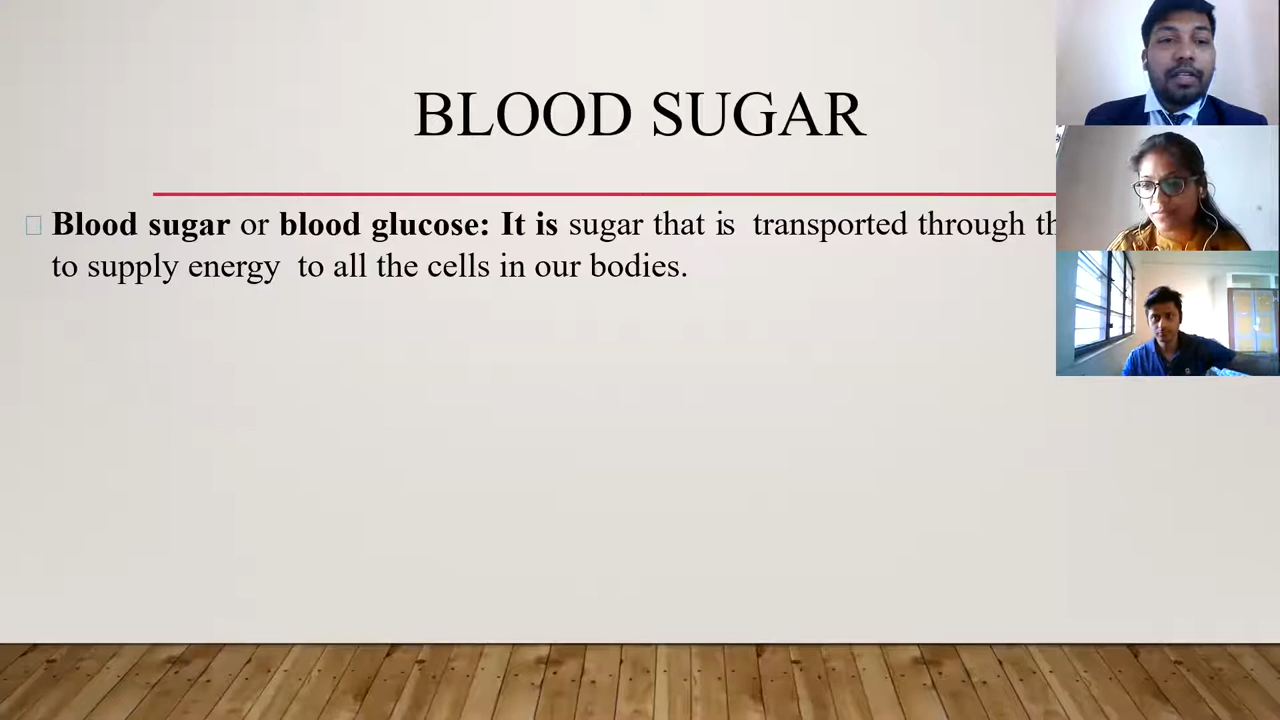 BLOOD SUGAR
Blood sugar or blood glucose: It is sugar that is transported through
to supply energy to all the cells in our bodies.